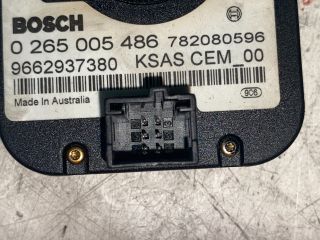 BOSCH
0 265 005 486 782080596
9662937380 KSAS CEM_00
Made in Australia
908